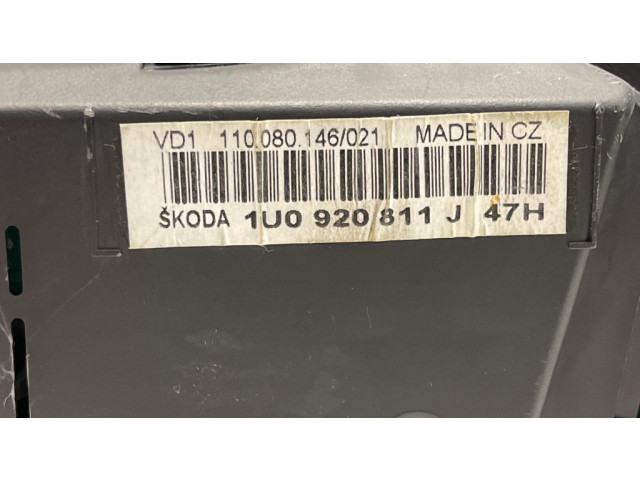 VD1 110.080.146/021 MADE IN CZ
ŠKODA 1U0 920 811 J 47H